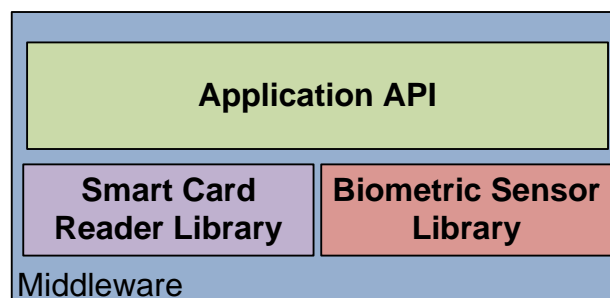 Application API
Smart Card
Reader Library
Biometric Sensor
Library
Middleware